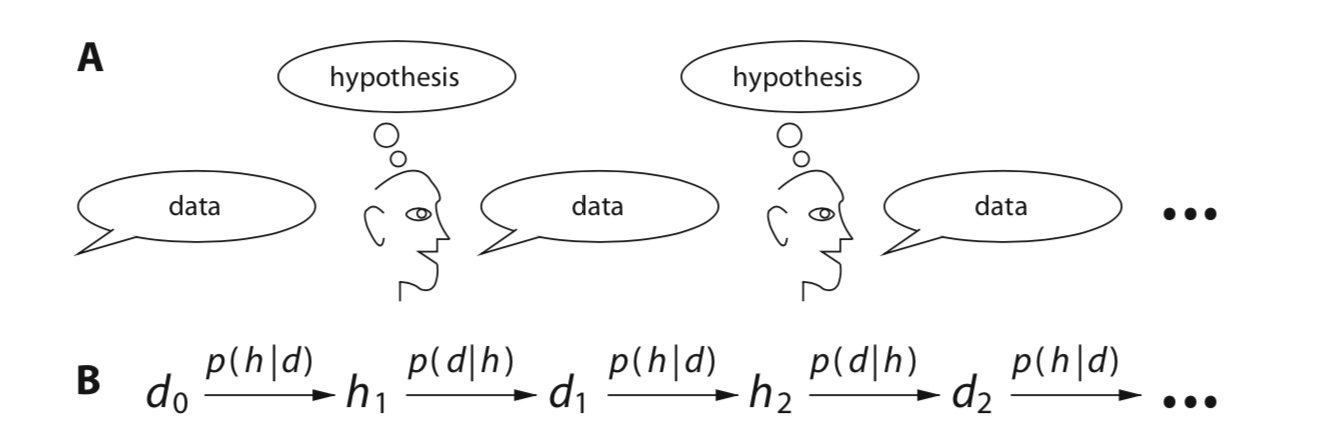 A
hypothesis hypothesis
data data data •••
p(h|d) p(d|h) p(h|d) p(d|h) p(h|d)
B d₀ h₁ d₁ h₂ d₂ •••